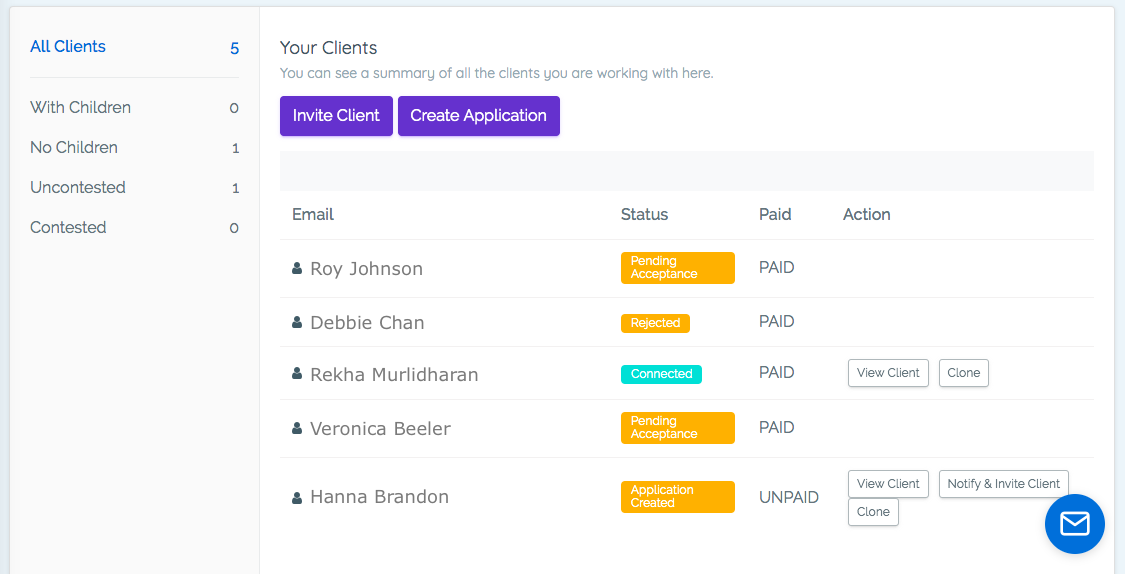 All Clients 5
With Children 0
No Children 1
Uncontested 1
Contested 0
Your Clients
You can see a summary of all the clients you are working with here.
Invite Client Create Application
Email Status Paid Action
Roy Johnson Pending Acceptance PAID
Debbie Chan Rejected PAID
Rekha Murlidharan Connected PAID View Client Clone
Veronica Beeler Pending Acceptance PAID
Hanna Brandon Application Created UNPAID View Client Notify & Invite Client
Clone